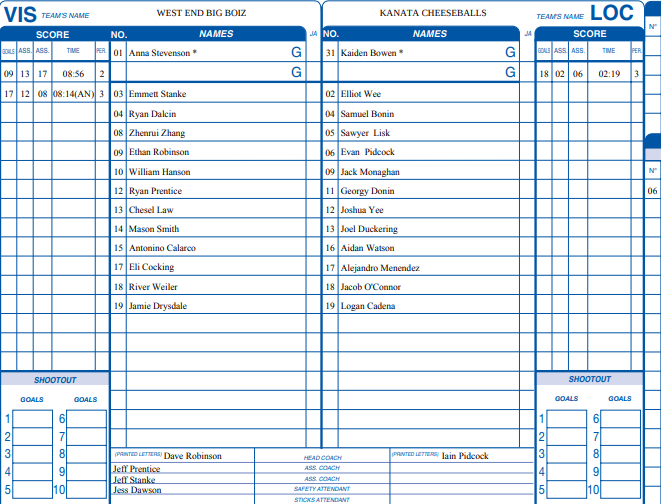 VIS TEAM'S NAME WEST END BIG BOIZ KANATA CHEESEBALLS TEAM'S NAME LOC
SCORE NO. NAMES JA NO. NAMES JA SCORE
GOALS ASS. ASS. TIME PER. GOALS ASS. ASS. TIME PER. N°
01 Anna Stevenson * G 31 Kaiden Bowen * G
09 13 17 08:56 2 G G 18 02 06 02:19 3
17 12 08 08:14(AN) 3 03 Emmett Stanke 02 Elliot Wee
04 Ryan Dalcin 04 Samuel Bonin
08 Zhenrui Zhang 05 Sawyer Lisk
09 Ethan Robinson 06 Evan Pidcock
10 William Hanson 09 Jack Monaghan N°
12 Ryan Prentice 11 Georgy Donin 06
13 Chesel Law 12 Joshua Yee
14 Mason Smith 13 Joel Duckering
15 Antonino Calarco 16 Aidan Watson
17 Eli Cocking 17 Alejandro Menendez
18 River Weiler 18 Jacob O'Connor
19 Jamie Drysdale 19 Logan Cadena
SHOOTOUT SHOOTOUT
GOALS GOALS GOALS GOALS
1 6 1 6
2 7 2 7
3 8 (PRINTED LETTERS) Dave Robinson HEAD COACH (PRINTED LETTERS) Iain Pidcock 3 8
4 9 Jeff Prentice ASS. COACH 4 9
Jeff Stanke ASS. COACH
5 10 Jess Dawson SAFETY ATTENDANT 5 10
STICKS ATTENDANT